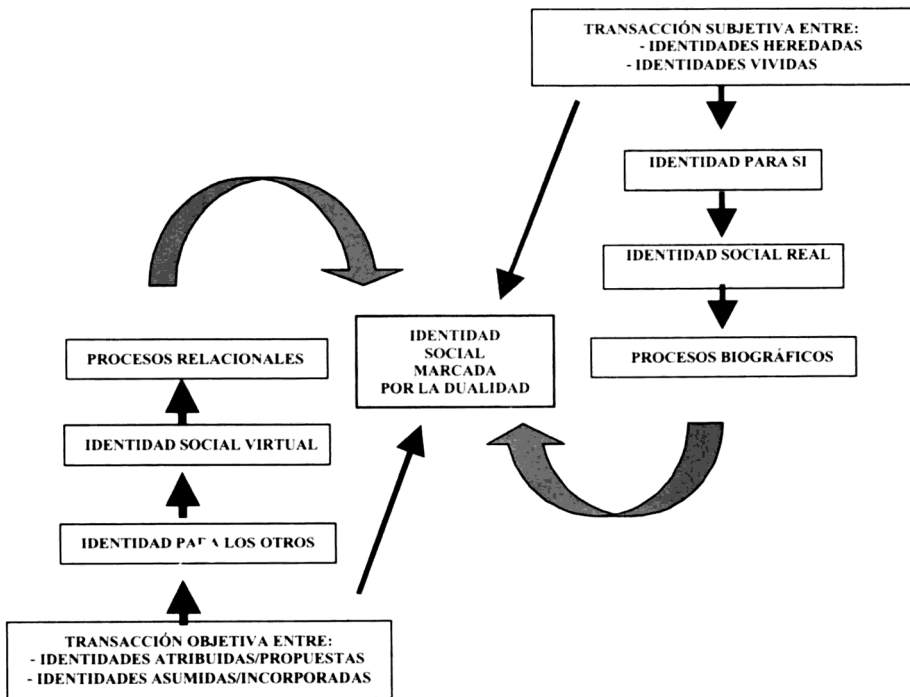 TRANSACCIÓN SUBJETIVA ENTRE:
- IDENTIDADES HEREDADAS
- IDENTIDADES VIVIDAS
IDENTIDAD PARA SI
IDENTIDAD SOCIAL REAL
PROCESOS BIOGRÁFICOS
IDENTIDAD
SOCIAL
MARCADA
POR LA DUALIDAD
PROCESOS RELACIONALES
IDENTIDAD SOCIAL VIRTUAL
IDENTIDAD PARA LOS OTROS
TRANSACCIÓN OBJETIVA ENTRE:
- IDENTIDADES ATRIBUIDAS/PROPUESTAS
- IDENTIDADES ASUMIDAS/INCORPORADAS